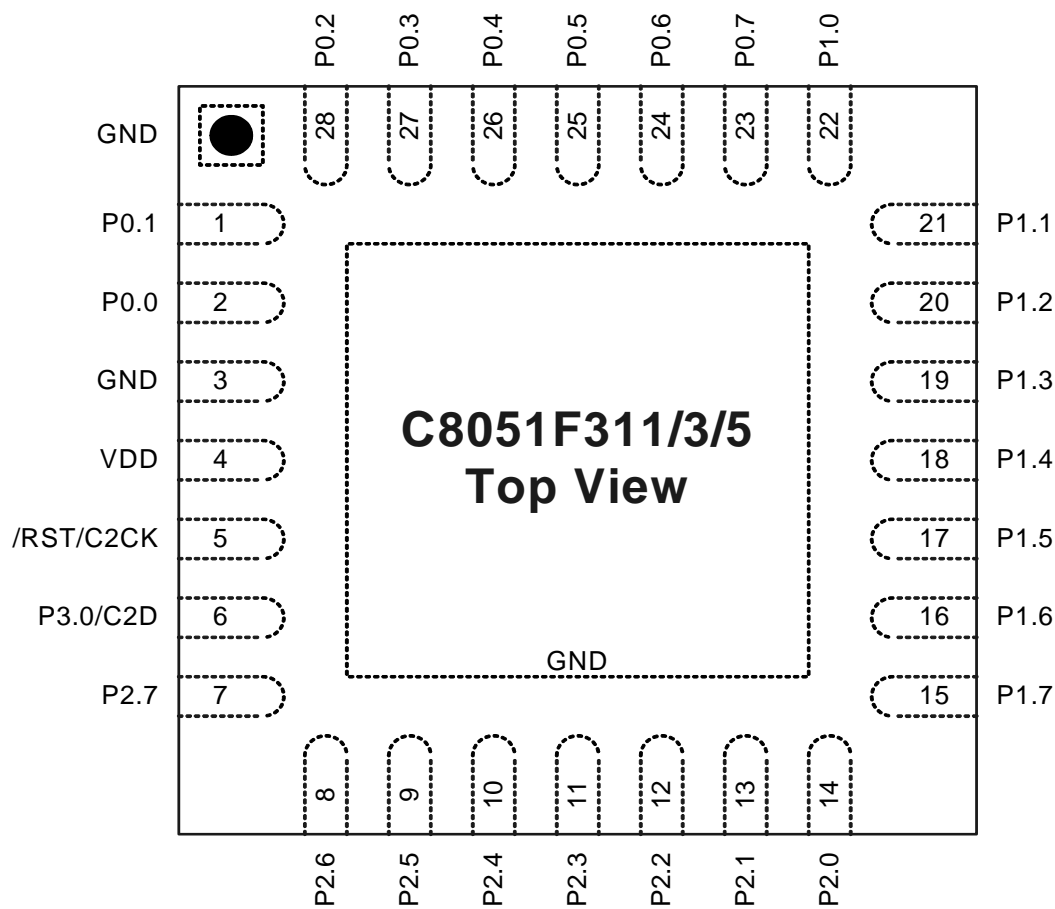 P0.2 P0.3 P0.4 P0.5 P0.6 P0.7 P1.0
28 27 26 25 24 23 22
GND
P0.1 1 21 P1.1
P0.0 2 20 P1.2
GND 3 19 P1.3
C8051F311/3/5
VDD 4 18 P1.4
Top View
/RST/C2CK 5 17 P1.5
P3.0/C2D 6 16 P1.6
GND
P2.7 7 15 P1.7
8 9 10 11 12 13 14
P2.6 P2.5 P2.4 P2.3 P2.2 P2.1 P2.0